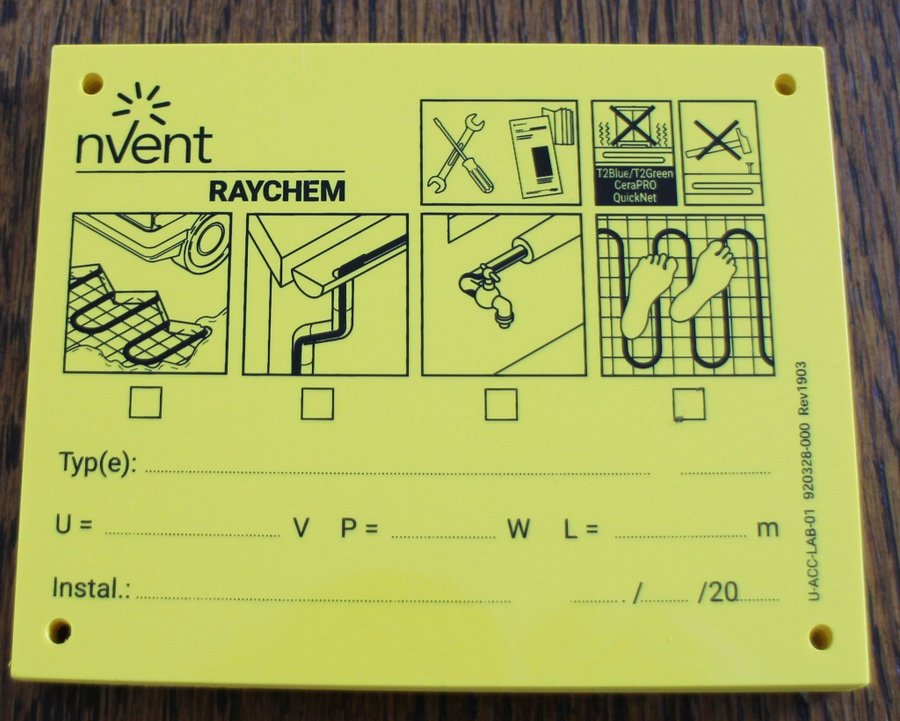 nVent
RAYCHEM
T2Blue/T2Green
CeraPRO
QuickNet
Typ(e):
U = V P = W L = m
Instal.: . / /20
U-ACC-LAB-01 920328-000 Rev1903